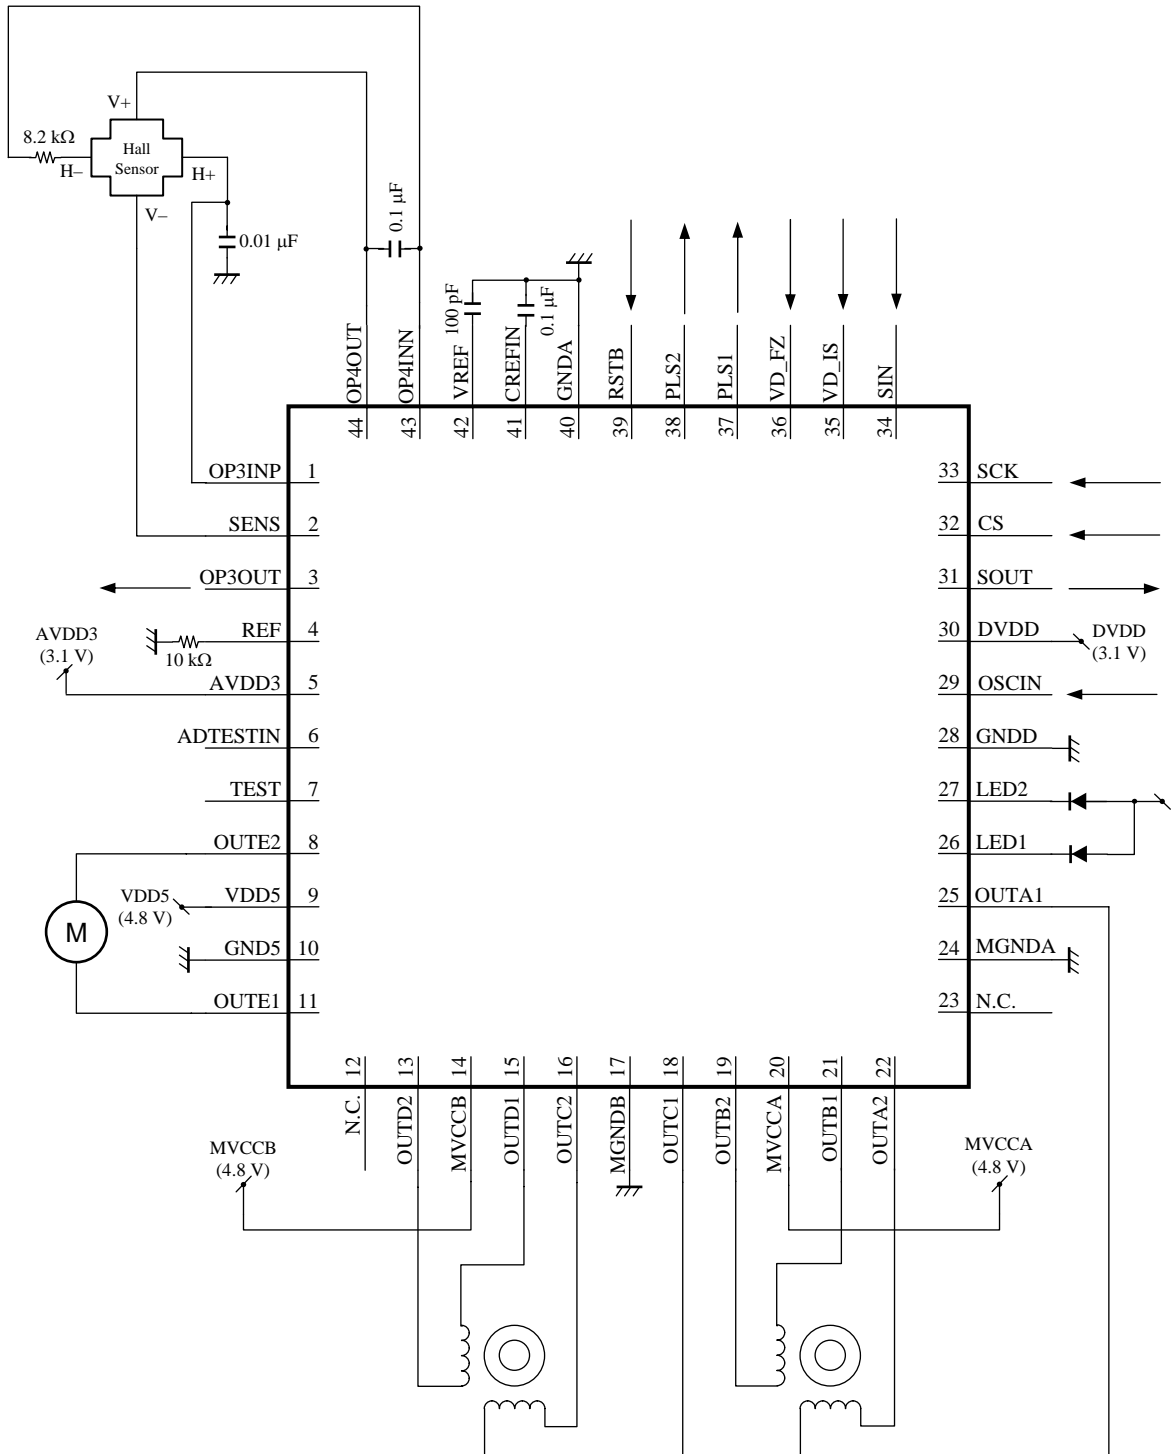 V+
8.2 kΩ
Hall
Sensor
H–
H+
V–
0.01 µF
0.1 µF
100 pF
0.1 µF
OP4OUT
OP4INN
VREF
CREFIN
GNDA
RSTB
PLS2
PLS1
VD_FZ
VD_IS
SIN
44
43
42
41
40
39
38
37
36
35
34
OP3INP 1
SENS 2
OP3OUT 3
REF 4
10 kΩ
AVDD3
(3.1 V)
AVDD3 5
ADTESTIN 6
TEST 7
OUTE2 8
VDD5
(4.8 V)
VDD5 9
M
GND5 10
OUTE1 11
33 SCK
32 CS
31 SOUT
30 DVDD
DVDD
(3.1 V)
29 OSCIN
28 GNDD
27 LED2
26 LED1
25 OUTA1
24 MGNDA
23 N.C.
12
13
14
15
16
17
18
19
20
21
22
N.C.
OUTD2
MVCCB
OUTD1
OUTC2
MGNDB
OUTC1
OUTB2
MVCCA
OUTB1
OUTA2
MVCCB
(4.8 V)
MVCCA
(4.8 V)